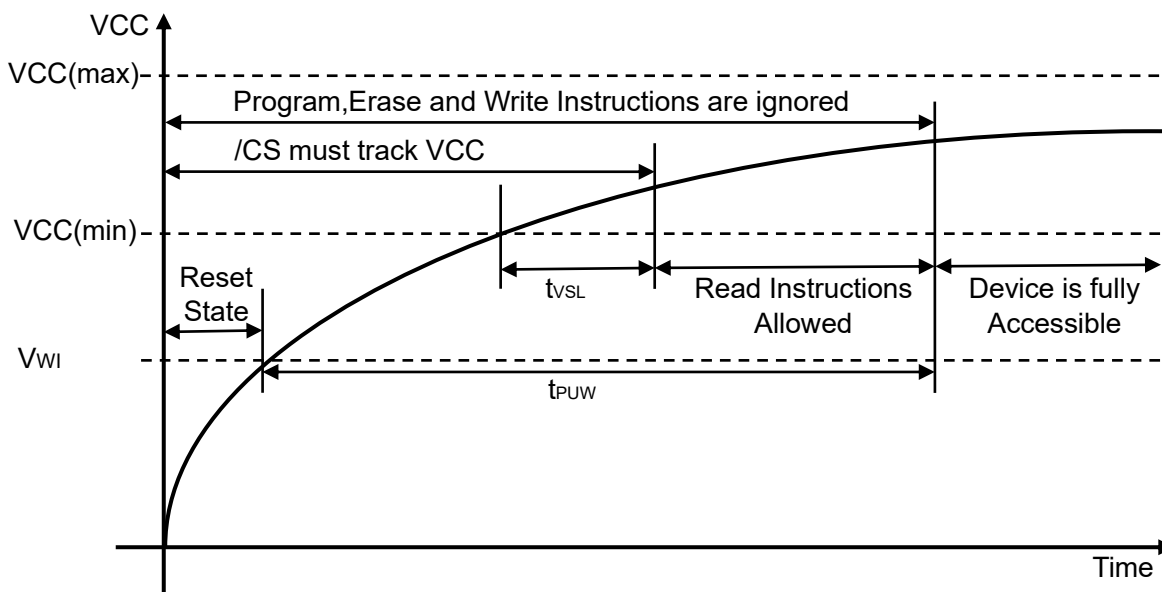 VCC
VCC(max)
Program,Erase and Write Instructions are ignored
/CS must track VCC
VCC(min)
Reset
State
tVSL
Read Instructions
Allowed
Device is fully
Accessible
VWI
tPUW
Time